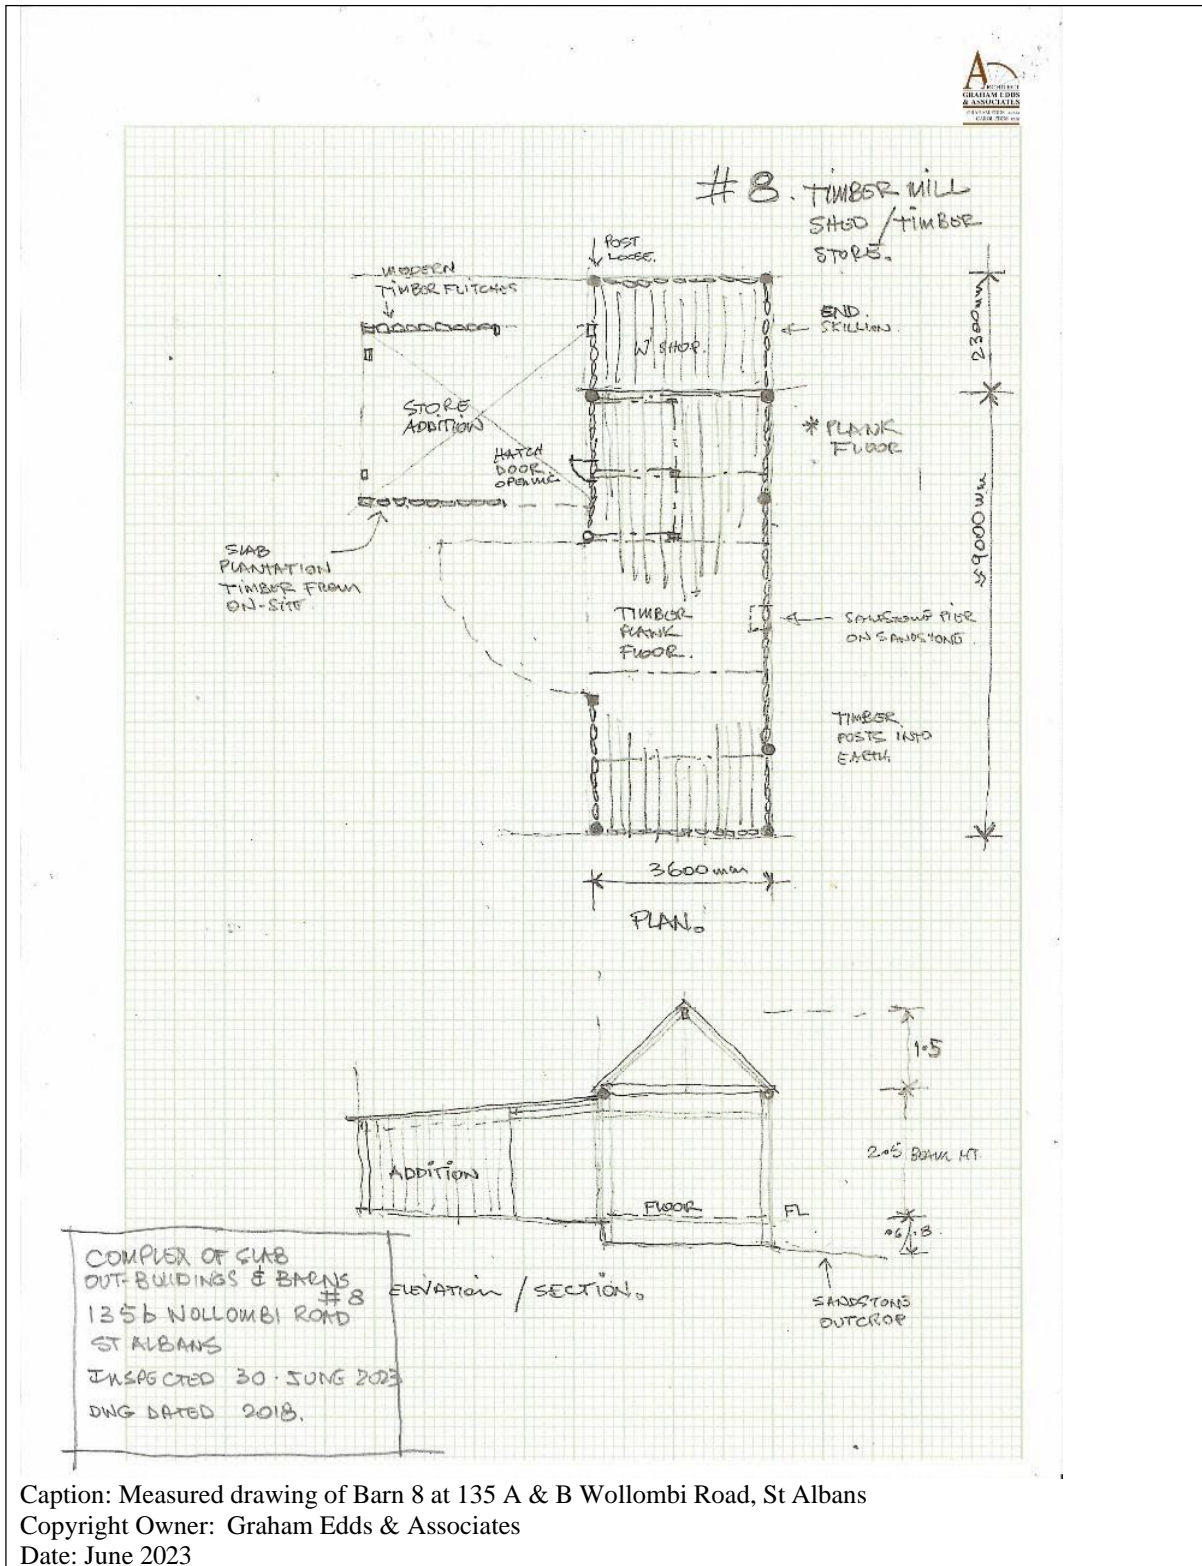 ARCHITECT
GRAHAM EDDS
& ASSOCIATES
# 8. TIMBER MILL
SHED / TIMBER
STORE.
POST
LOOSE.
MODERN
TIMBER FLITCHES
END.
SKILLION.
2300mm
W'SHOP.
STORE
ADDITION
* PLANK
FLOOR
HATCH
DOOR
OPENING
≈9000mm
SLAB
PLANTATION
TIMBER FROM
ON-SITE.
TIMBER
PLANK
FLOOR.
SANDSTONE PIER
ON SANDSTONE.
TIMBER
POSTS INTO
EARTH.
3600mm
PLAN.
1.5
2.5 BEAM HT.
ADDITION
FLOOR
FL
.6/.8.
ELEVATION / SECTION.
SANDSTONE
OUTCROP
COMPLEX OF SLAB
OUT-BUILDINGS & BARNS
# 8
135b WOLLOMBI ROAD
ST ALBANS
INSPECTED 30.JUNE 2023
DWG DATED 2018.
Caption: Measured drawing of Barn 8 at 135 A & B Wollombi Road, St Albans
Copyright Owner: Graham Edds & Associates
Date: June 2023